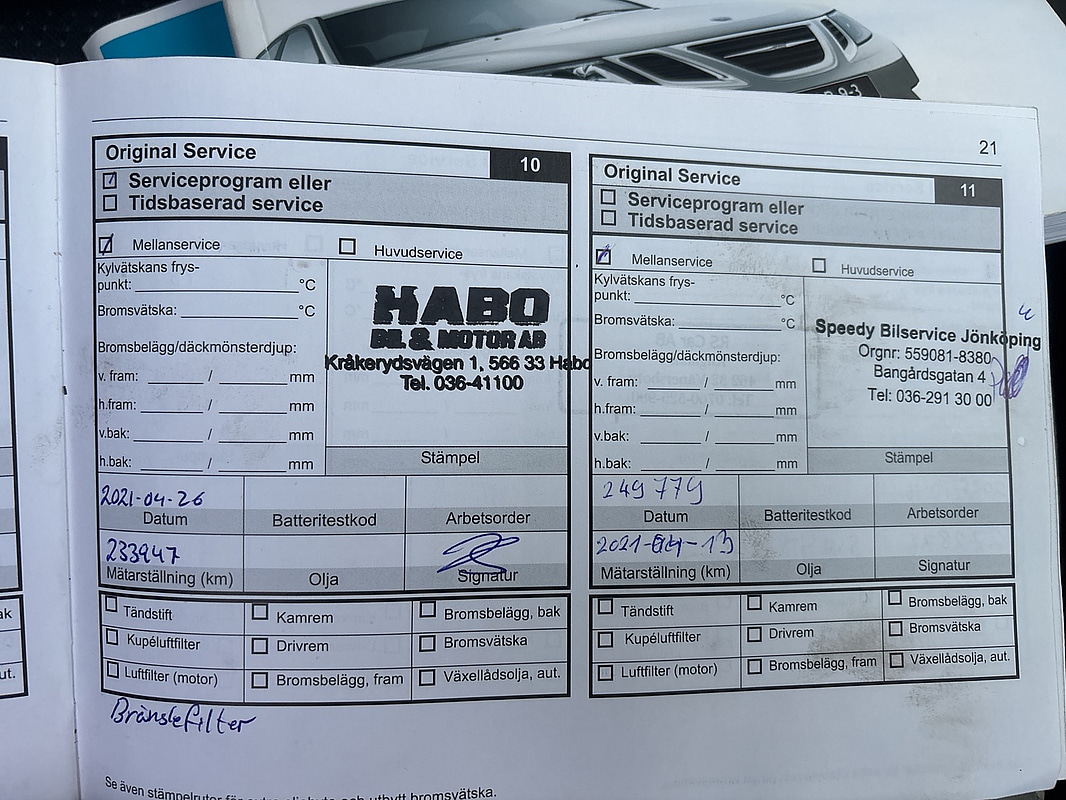 9-3
21
Original Service 10
Serviceprogram eller
Tidsbaserad service
Mellanservice Huvudservice
Kylvätskans frys-
punkt: °C
Bromsvätska: °C
Bromsbelägg/däckmönsterdjup:
v. fram: / mm
h.fram: / mm
v.bak: / mm
h.bak: / mm
HABO
BIL & MOTOR AB
Kråkerydsvägen 1, 566 33 Habo
Tel. 036-41100
Stämpel
2021-04-26
Datum Batteritestkod Arbetsorder
233947
Mätarställning (km) Olja Signatur
Tändstift Kamrem Bromsbelägg, bak
Kupéluftfilter Drivrem Bromsvätska
Luftfilter (motor) Bromsbelägg, fram Växellådsolja, aut.
Bränslefilter
Original Service 11
Serviceprogram eller
Tidsbaserad service
Mellanservice Huvudservice
Kylvätskans frys-
punkt: °C
Bromsvätska: °C
Bromsbelägg/däckmönsterdjup:
v. fram: / mm
h.fram: / mm
v.bak: / mm
h.bak: / mm
Speedy Bilservice Jönköping
Orgnr: 559081-8380
Bangårdsgatan 4
Tel: 036-291 30 00
Stämpel
249 779
Datum Batteritestkod Arbetsorder
Mätarställning (km) Olja Signatur
Tändstift Kamrem Bromsbelägg, bak
Kupéluftfilter Drivrem Bromsvätska
Luftfilter (motor) Bromsbelägg, fram Växellådsolja, aut.
ak
ut.